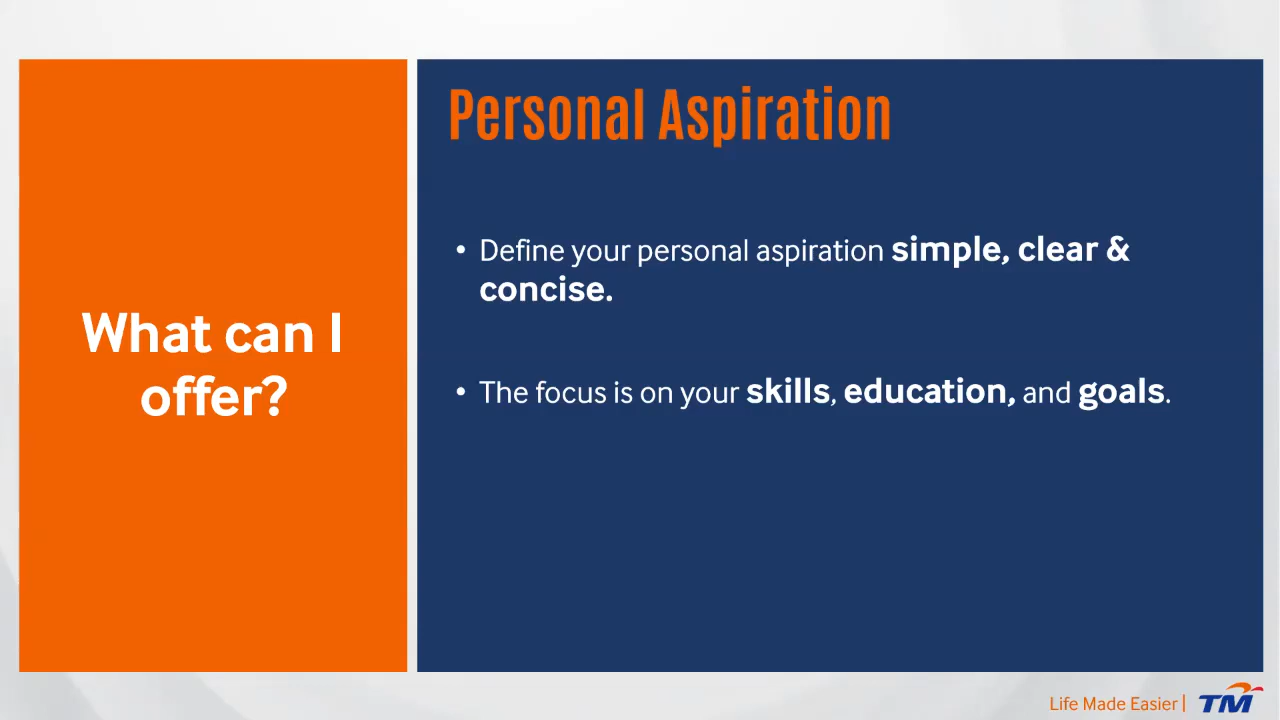 What can I
offer?
Personal Aspiration
• Define your personal aspiration simple, clear &
concise.
• The focus is on your skills, education, and goals.
Life Made Easier | TM